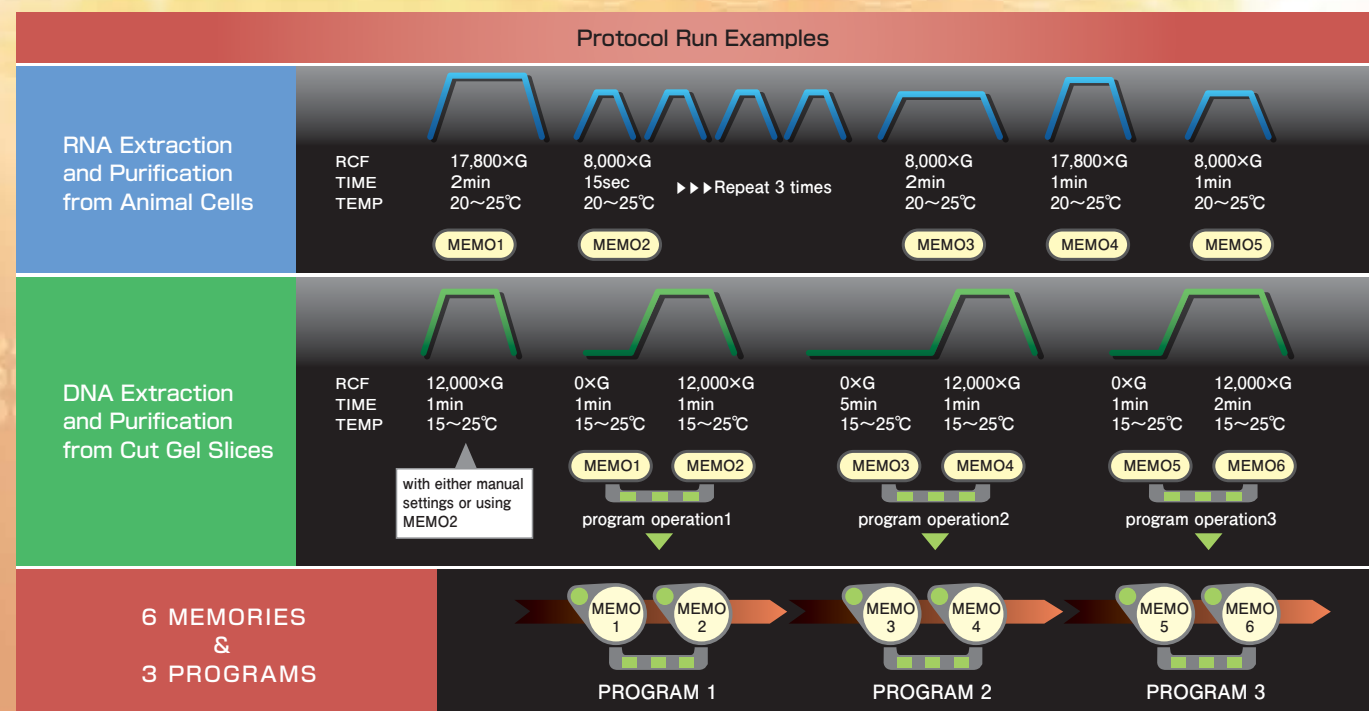 Protocol Run Examples
RNA Extraction
and Purification
from Animal Cells
RCF 17,800×G 8,000×G 8,000×G 17,800×G 8,000×G
TIME 2min 15sec ▶▶▶Repeat 3 times 2min 1min 1min
TEMP 20～25℃ 20～25℃ 20～25℃ 20～25℃ 20～25℃
MEMO1 MEMO2 MEMO3 MEMO4 MEMO5
DNA Extraction
and Purification
from Cut Gel Slices
RCF 12,000×G 0×G 12,000×G 0×G 12,000×G 0×G 12,000×G
TIME 1min 1min 1min 5min 1min 1min 2min
TEMP 15～25℃ 15～25℃ 15～25℃ 15～25℃ 15～25℃ 15～25℃ 15～25℃
with either manual
settings or using
MEMO2
MEMO1 MEMO2 MEMO3 MEMO4 MEMO5 MEMO6
program operation1 program operation2 program operation3
6 MEMORIES
&
3 PROGRAMS
MEMO MEMO MEMO MEMO MEMO MEMO
1 2 3 4 5 6
PROGRAM 1 PROGRAM 2 PROGRAM 3